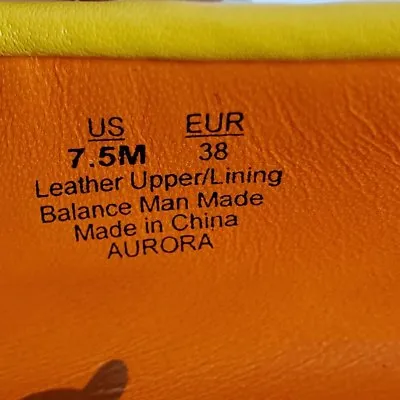 US EUR
7.5M 38
Leather Upper/Lining
Balance Man Made
Made in China
AURORA